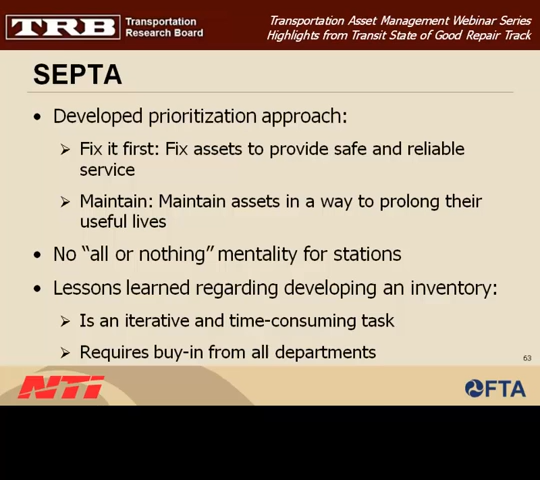 TRB
Transportation
Research Board
Transportation Asset Management Webinar Series
Highlights from Transit State of Good Repair Track
SEPTA
• Developed prioritization approach:
➢ Fix it first: Fix assets to provide safe and reliable
service
➢ Maintain: Maintain assets in a way to prolong their
useful lives
• No “all or nothing” mentality for stations
• Lessons learned regarding developing an inventory:
➢ Is an iterative and time-consuming task
➢ Requires buy-in from all departments
63
NTI
FTA